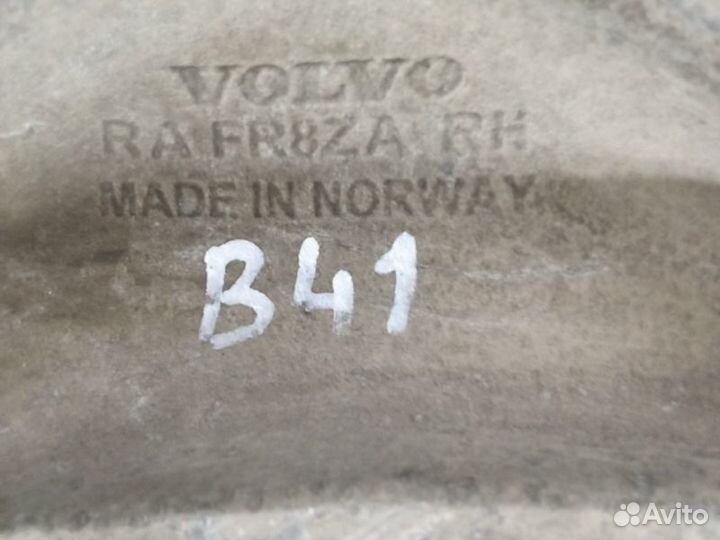 VOLVO
RA FR8ZA RH
MADE IN NORWAY
B41
Avito